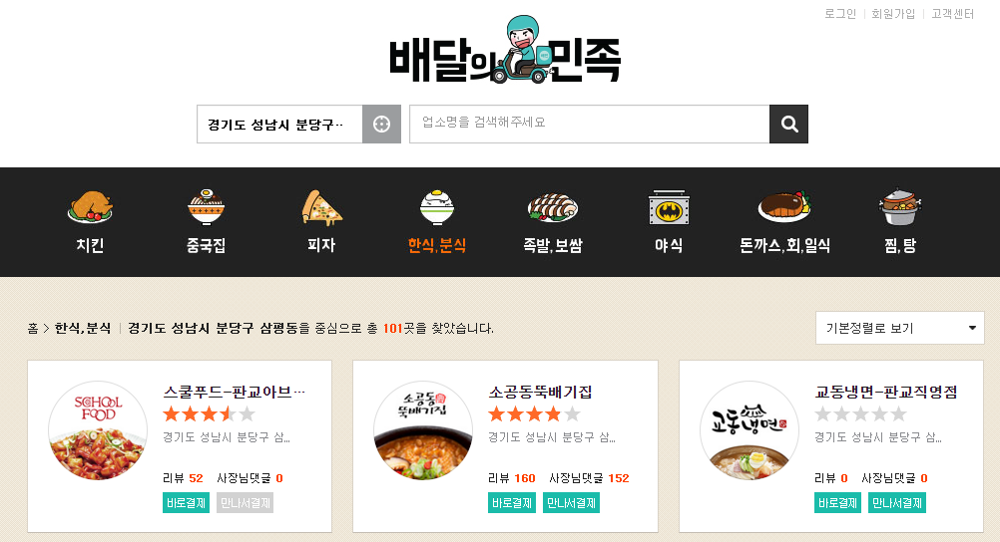 로그인 회원가입 고객센터
배달의민족
경기도 성남시 분당구··
업소명을 검색해주세요
치킨 중국집 피자 한식,분식 족발,보쌈 야식 돈까스,회,일식 찜,탕
홈 > 한식,분식 | 경기도 성남시 분당구 삼평동을 중심으로 총 101곳을 찾았습니다.
기본정렬로 보기
SCHOOL
FOOD
스쿨푸드-판교아브···
경기도 성남시 분당구 삼...
리뷰 52 사장님댓글 0
바로결제 만나서결제
소공동
뚝배기집
소공동뚝배기집
경기도 성남시 분당구 삼...
리뷰 160 사장님댓글 152
바로결제 만나서결제
교동냉면
교동냉면-판교직영점
경기도 성남시 분당구 삼...
리뷰 0 사장님댓글 0
바로결제 만나서결제